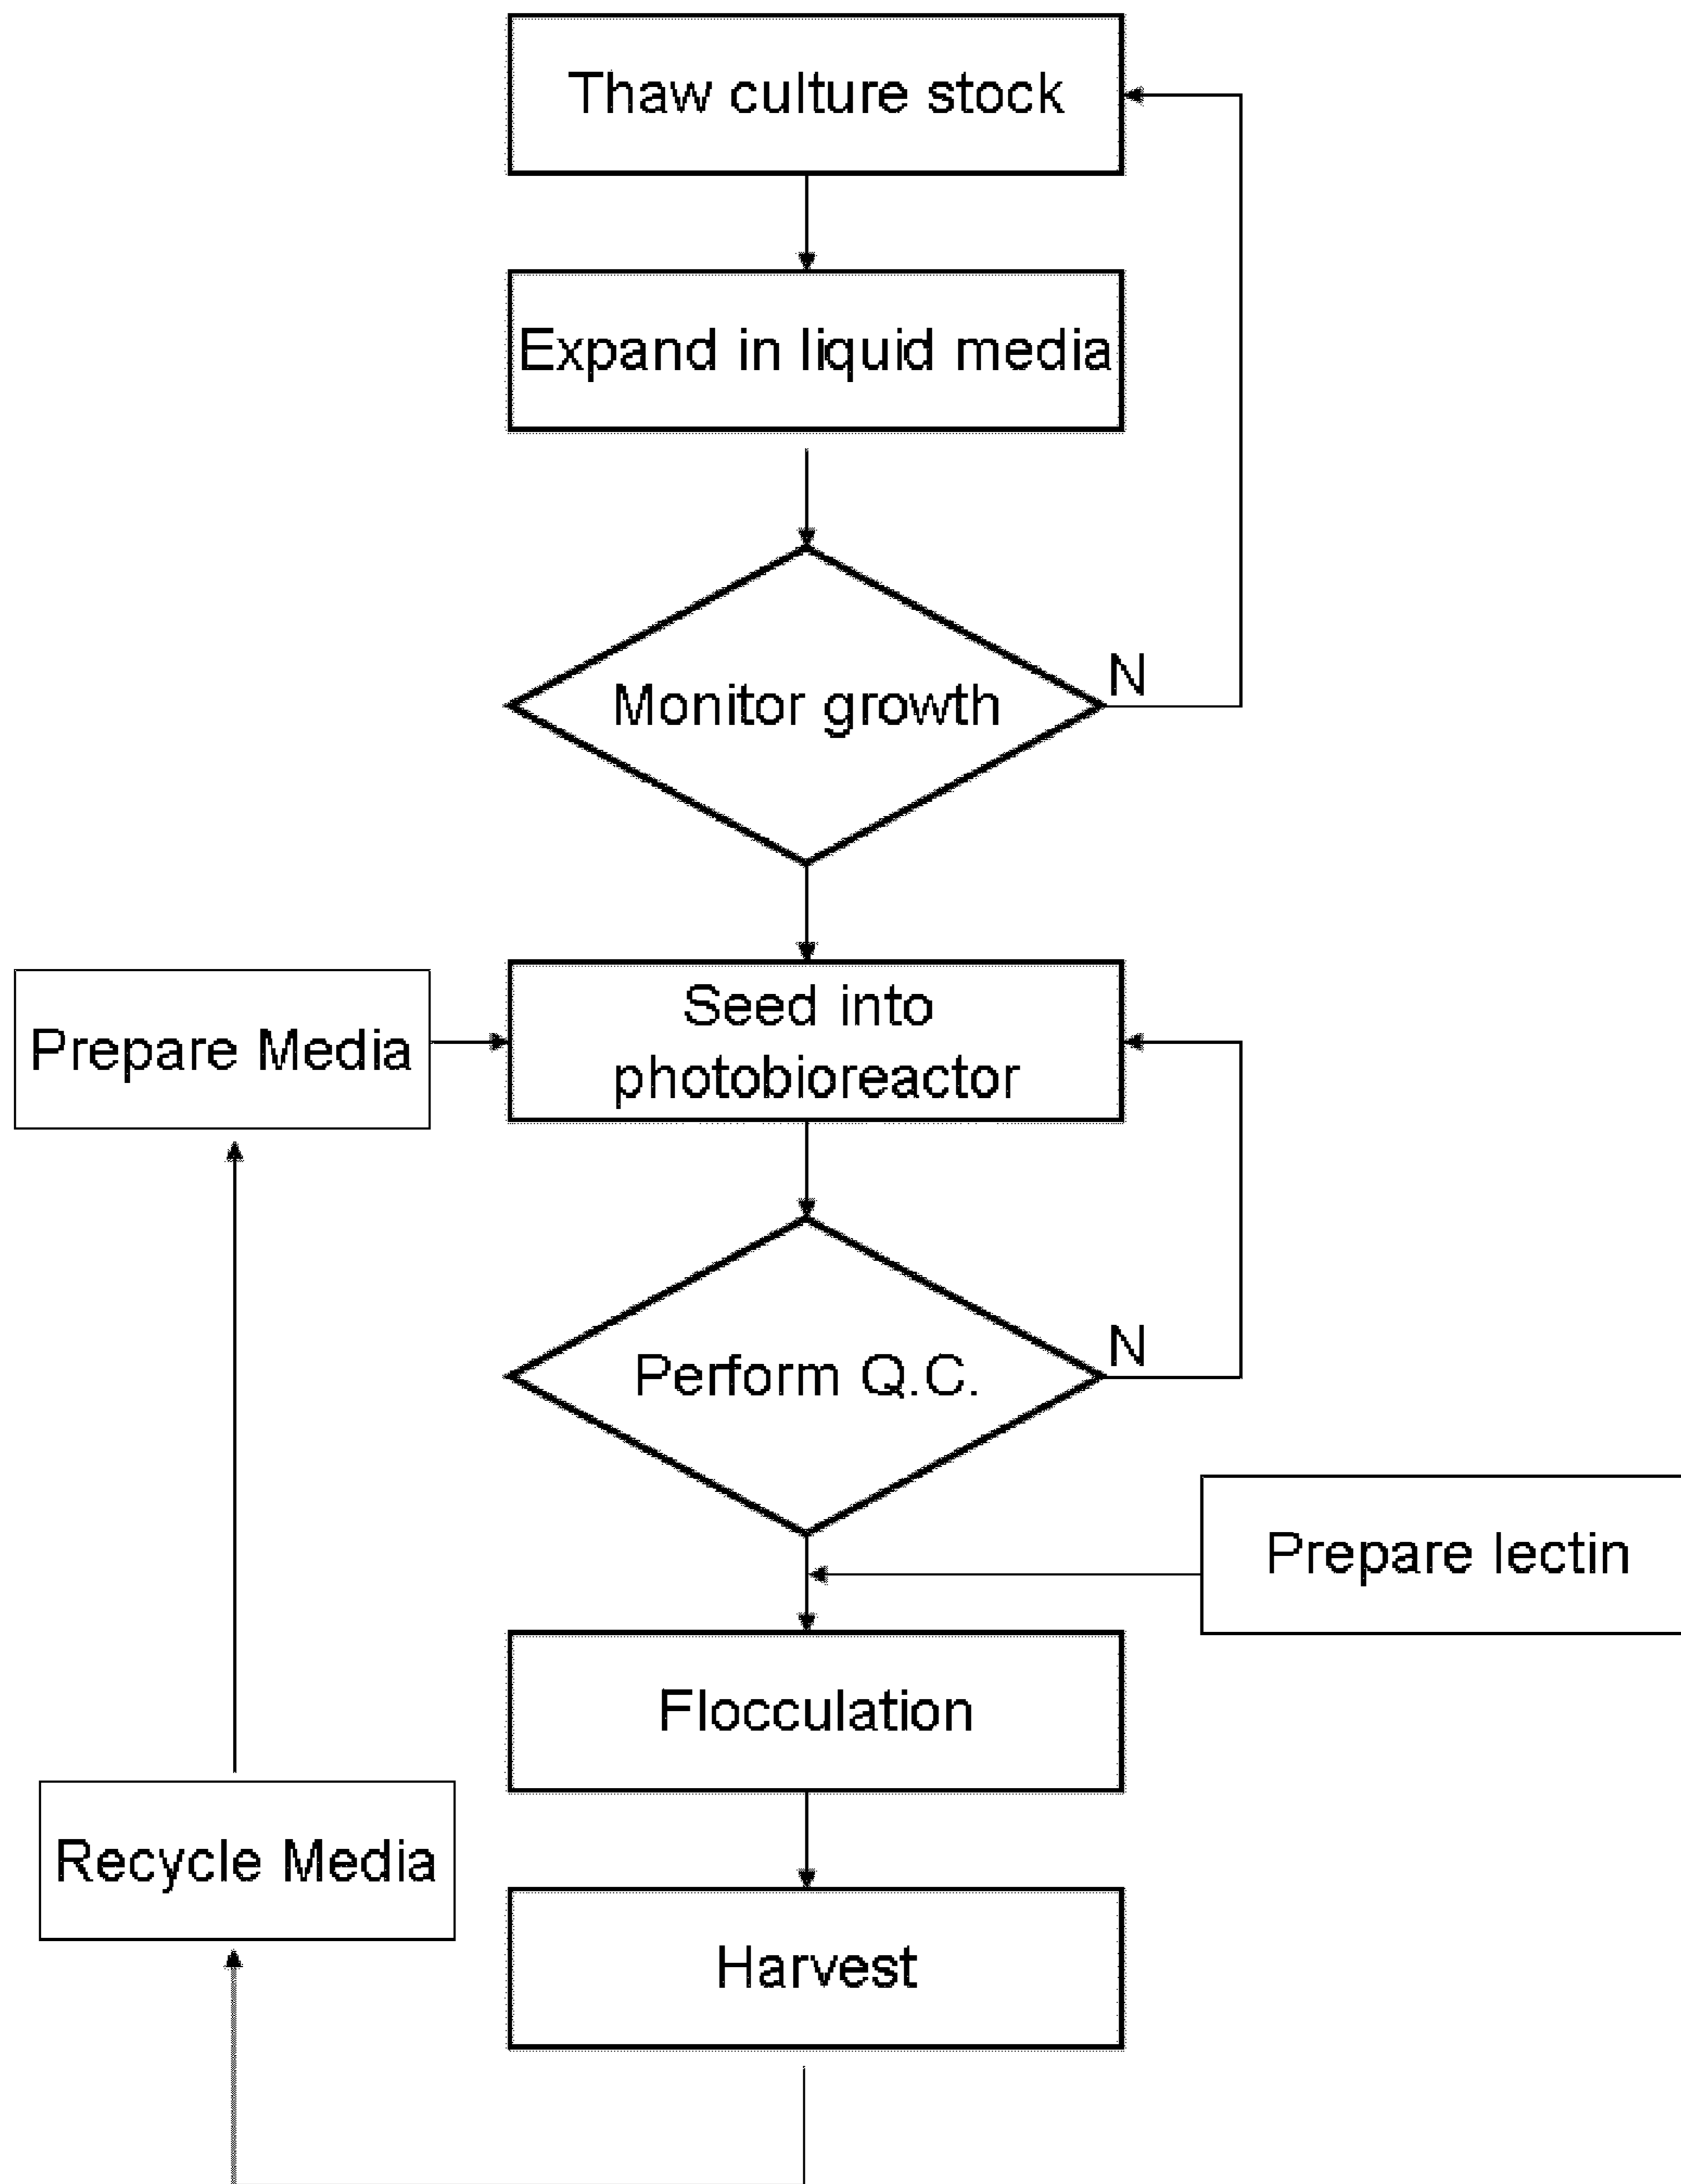 Thaw culture stock
Expand in liquid media
Monitor growth
N
Prepare Media
Seed into
photobioreactor
Perform Q.C.
N
Prepare lectin
Flocculation
Recycle Media
Harvest